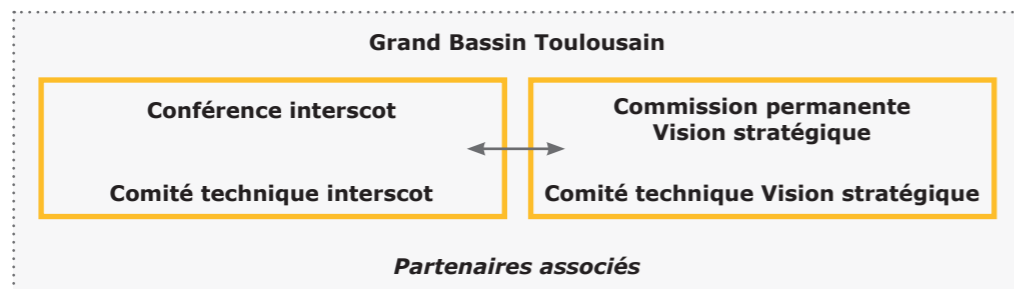 Grand Bassin Toulousain
Conférence interscot
Comité technique interscot
Commission permanente
Vision stratégique
Comité technique Vision stratégique
Partenaires associés